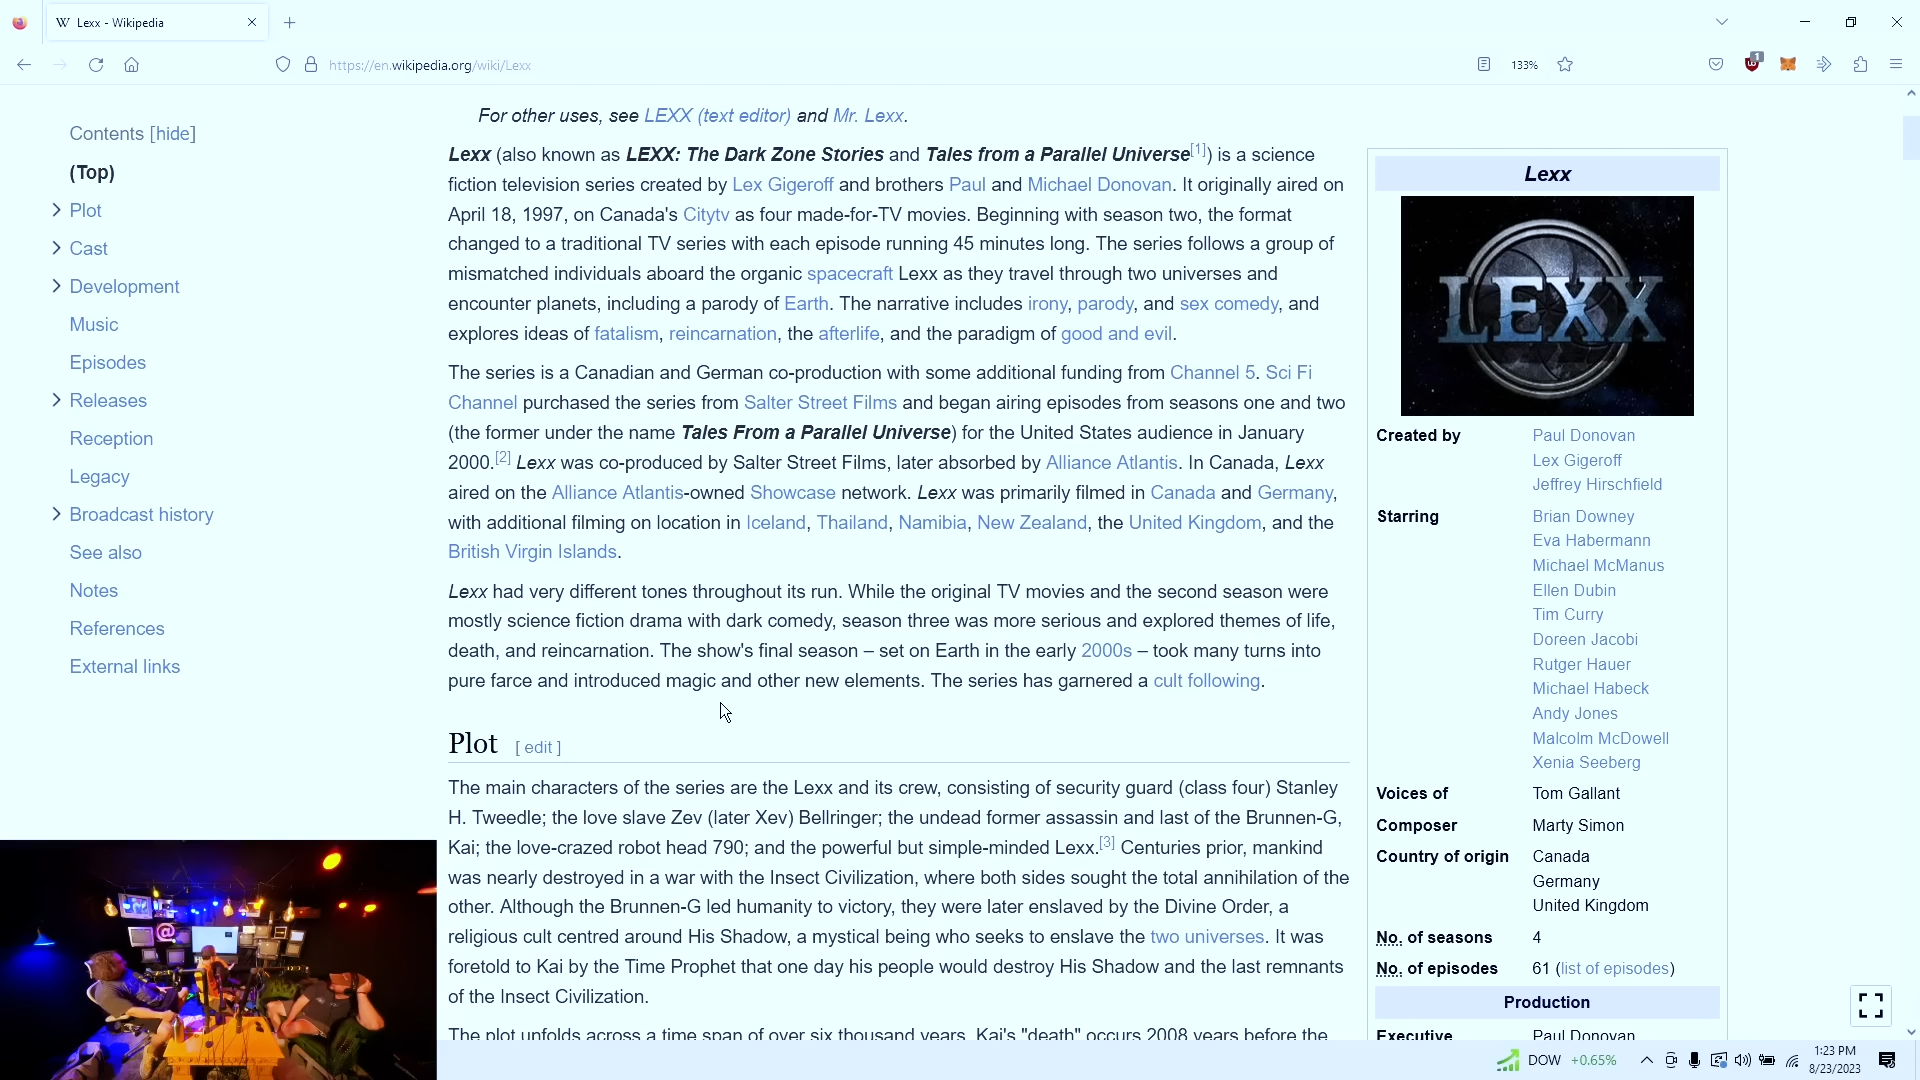 Lexx - Wikipedia
https://en.wikipedia.org/wiki/Lexx
133%
1
Contents [hide]
(Top)
Plot
Cast
Development
Music
Episodes
Releases
Reception
Legacy
Broadcast history
See also
Notes
References
External links
For other uses, see LEXX (text editor) and Mr. Lexx.
Lexx (also known as LEXX: The Dark Zone Stories and Tales from a Parallel Universe[1]) is a science
fiction television series created by Lex Gigeroff and brothers Paul and Michael Donovan. It originally aired on
April 18, 1997, on Canada's Citytv as four made-for-TV movies. Beginning with season two, the format
changed to a traditional TV series with each episode running 45 minutes long. The series follows a group of
mismatched individuals aboard the organic spacecraft Lexx as they travel through two universes and
encounter planets, including a parody of Earth. The narrative includes irony, parody, and sex comedy, and
explores ideas of fatalism, reincarnation, the afterlife, and the paradigm of good and evil.
The series is a Canadian and German co-production with some additional funding from Channel 5. Sci Fi
Channel purchased the series from Salter Street Films and began airing episodes from seasons one and two
(the former under the name Tales From a Parallel Universe) for the United States audience in January
2000.[2] Lexx was co-produced by Salter Street Films, later absorbed by Alliance Atlantis. In Canada, Lexx
aired on the Alliance Atlantis-owned Showcase network. Lexx was primarily filmed in Canada and Germany,
with additional filming on location in Iceland, Thailand, Namibia, New Zealand, the United Kingdom, and the
British Virgin Islands.
Lexx had very different tones throughout its run. While the original TV movies and the second season were
mostly science fiction drama with dark comedy, season three was more serious and explored themes of life,
death, and reincarnation. The show's final season – set on Earth in the early 2000s – took many turns into
pure farce and introduced magic and other new elements. The series has garnered a cult following.
Plot [ edit ]
The main characters of the series are the Lexx and its crew, consisting of security guard (class four) Stanley
H. Tweedle; the love slave Zev (later Xev) Bellringer; the undead former assassin and last of the Brunnen-G,
Kai; the love-crazed robot head 790; and the powerful but simple-minded Lexx.[3] Centuries prior, mankind
was nearly destroyed in a war with the Insect Civilization, where both sides sought the total annihilation of the
other. Although the Brunnen-G led humanity to victory, they were later enslaved by the Divine Order, a
religious cult centred around His Shadow, a mystical being who seeks to enslave the two universes. It was
foretold to Kai by the Time Prophet that one day his people would destroy His Shadow and the last remnants
of the Insect Civilization.
The plot unfolds across a time span of over six thousand years. Kai's "death" occurs 2008 years before the
Lexx
LEXX
Created by Paul Donovan
Lex Gigeroff
Jeffrey Hirschfield
Starring Brian Downey
Eva Habermann
Michael McManus
Ellen Dubin
Tim Curry
Doreen Jacobi
Rutger Hauer
Michael Habeck
Andy Jones
Malcolm McDowell
Xenia Seeberg
Voices of Tom Gallant
Composer Marty Simon
Country of origin Canada
Germany
United Kingdom
No. of seasons 4
No. of episodes 61 (list of episodes)
Production
Executive Paul Donovan
@
DOW +0.65%
1:23 PM
8/23/2023